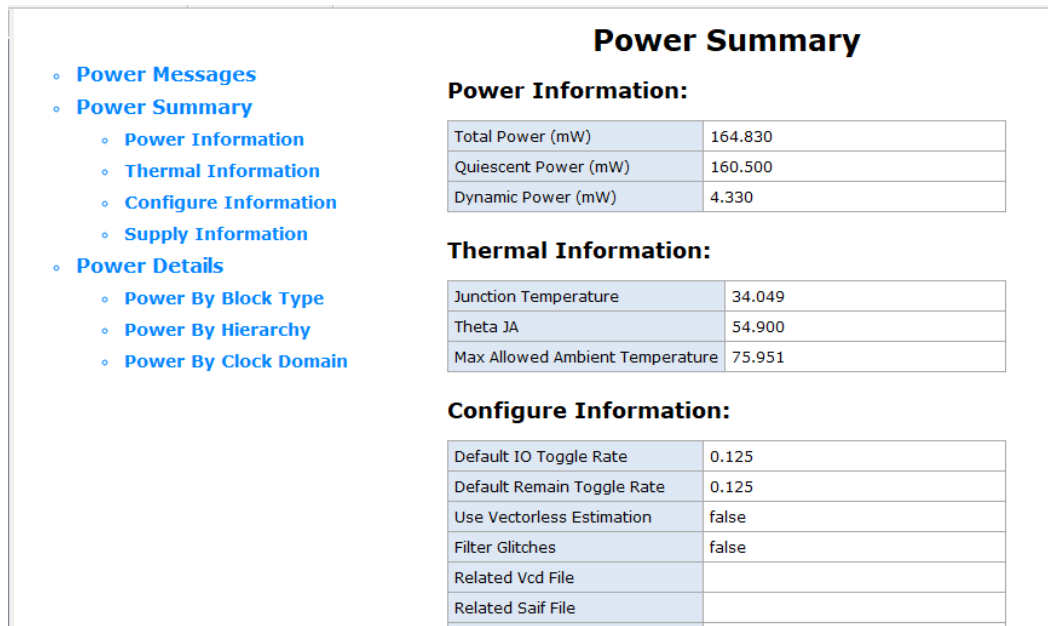 Power Messages
Power Summary
Power Information
Thermal Information
Configure Information
Supply Information
Power Details
Power By Block Type
Power By Hierarchy
Power By Clock Domain
Power Summary
Power Information:
Total Power (mW) 164.830
Quiescent Power (mW) 160.500
Dynamic Power (mW) 4.330
Thermal Information:
Junction Temperature 34.049
Theta JA 54.900
Max Allowed Ambient Temperature 75.951
Configure Information:
Default IO Toggle Rate 0.125
Default Remain Toggle Rate 0.125
Use Vectorless Estimation false
Filter Glitches false
Related Vcd File
Related Saif File